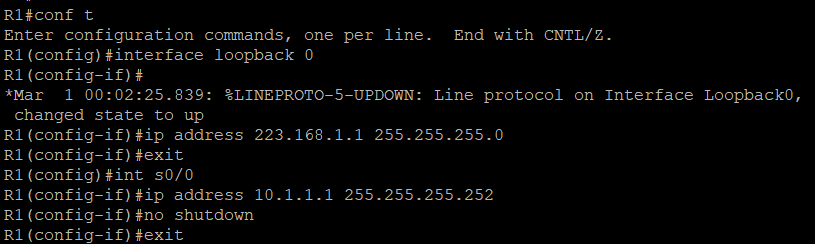 R1#conf t
Enter configuration commands, one per line.  End with CNTL/Z.
R1(config)#interface loopback 0
R1(config-if)#
*Mar  1 00:02:25.839: %LINEPROTO-5-UPDOWN: Line protocol on Interface Loopback0,
 changed state to up
R1(config-if)#ip address 223.168.1.1 255.255.255.0
R1(config-if)#exit
R1(config)#int s0/0
R1(config-if)#ip address 10.1.1.1 255.255.255.252
R1(config-if)#no shutdown
R1(config-if)#exit